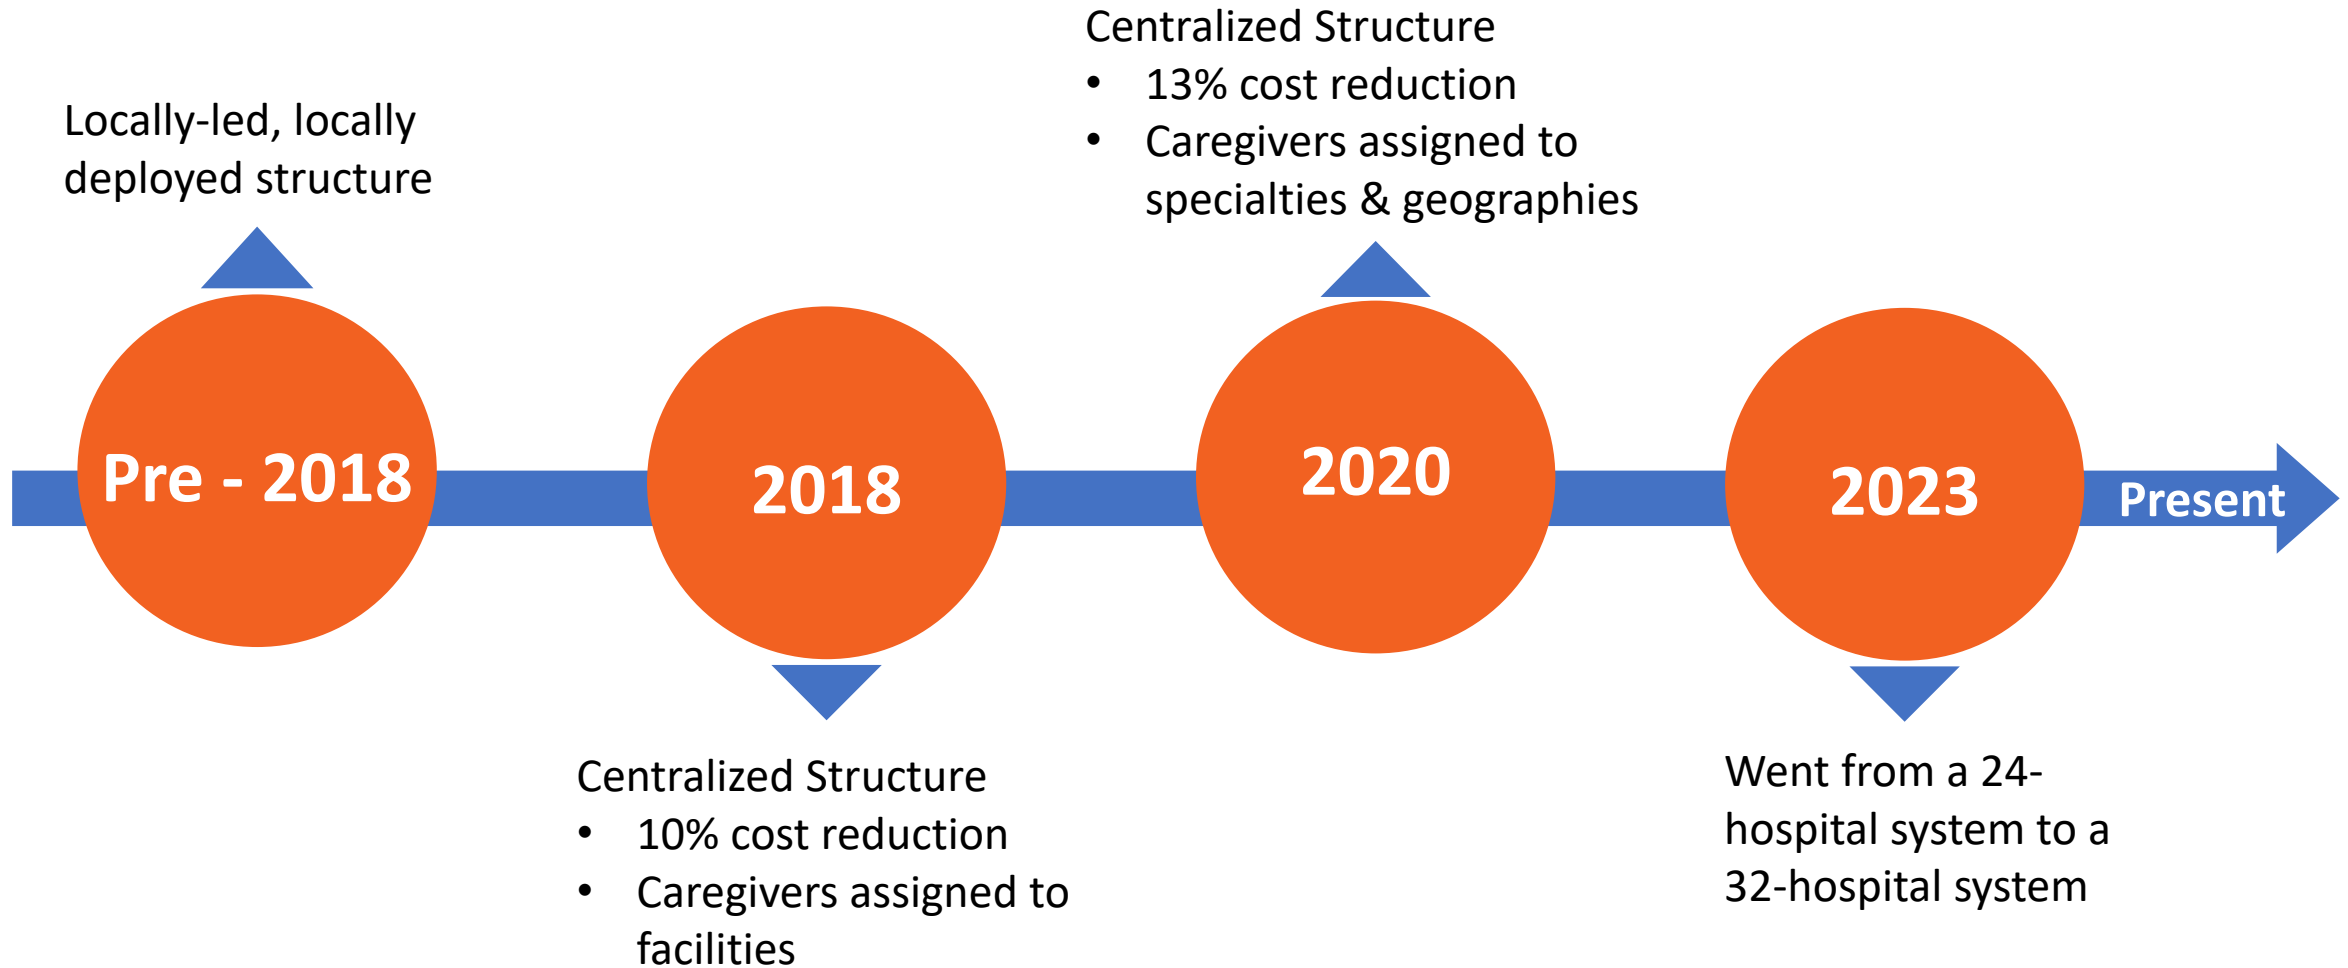 Locally-led, locally
deployed structure
Pre - 2018
Centralized Structure
• 10% cost reduction
• Caregivers assigned to
facilities
2018
Centralized Structure
• 13% cost reduction
• Caregivers assigned to
specialties & geographies
2020
2023
Went from a 24-
hospital system to a
32-hospital system
Present